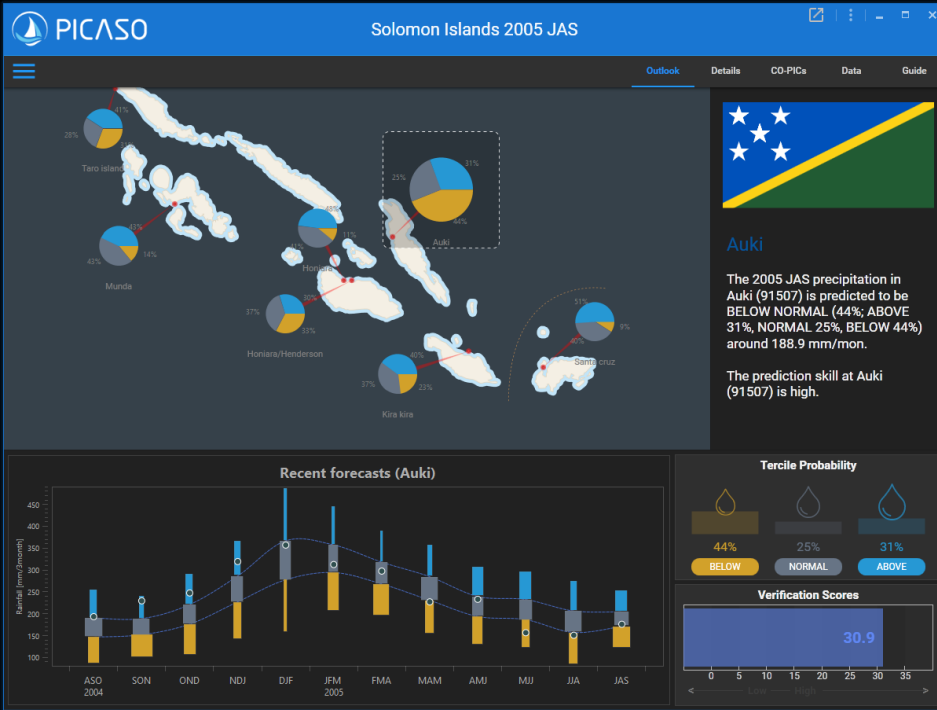 PICASO
Solomon Islands 2005 JAS
Outlook Details CO-PICs Data Guide
41%
28%
Taro island
43%
43%
14%
Munda
48%
11%
41%
Honiara
30%
37%
33%
Honiara/Henderson
31%
25%
44%
Auki
40%
37%
23%
Kira kira
51%
9%
40%
Santa cruz
Auki
The 2005 JAS precipitation in
Auki (91507) is predicted to be
BELOW NORMAL (44%; ABOVE
31%, NORMAL 25%, BELOW 44%)
around 188.9 mm/mon.
The prediction skill at Auki
(91507) is high.
Recent forecasts (Auki)
Rainfall [mm/3month]
450
400
350
300
250
200
150
100
ASO SON OND NDJ DJF JFM FMA MAM AMJ MJJ JJA JAS
2004 2005
Tercile Probability
44% 25% 31%
BELOW NORMAL ABOVE
Verification Scores
30.9
0 5 10 15 20 25 30 35
< Low High >